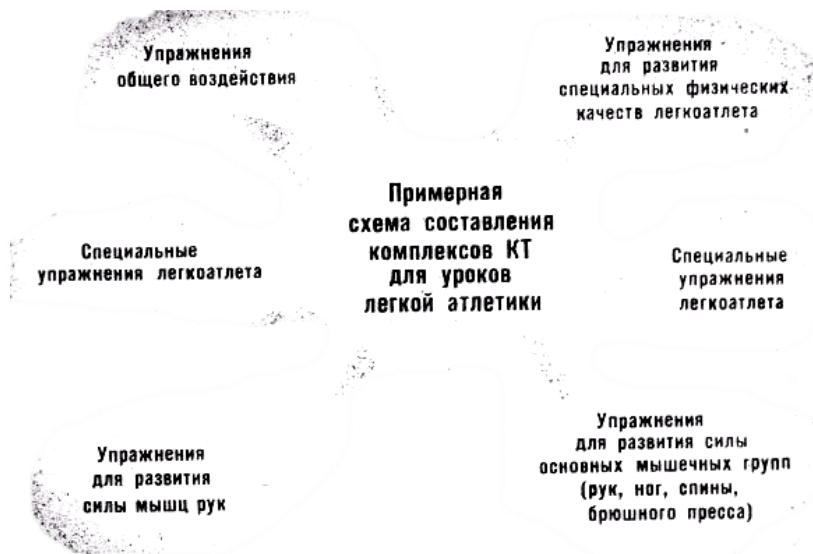 Упражнения
общего воздействия
Упражнения
для развития
специальных физических
качеств легкоатлета
Примерная
схема составления
комплексов КТ
для уроков
легкой атлетики
Специальные
упражнения легкоатлета
Специальные
упражнения
легкоатлета
Упражнения
для развития
силы мышц рук
Упражнения
для развития силы
основных мышечных групп
(рук, ног, спины,
брюшного пресса)